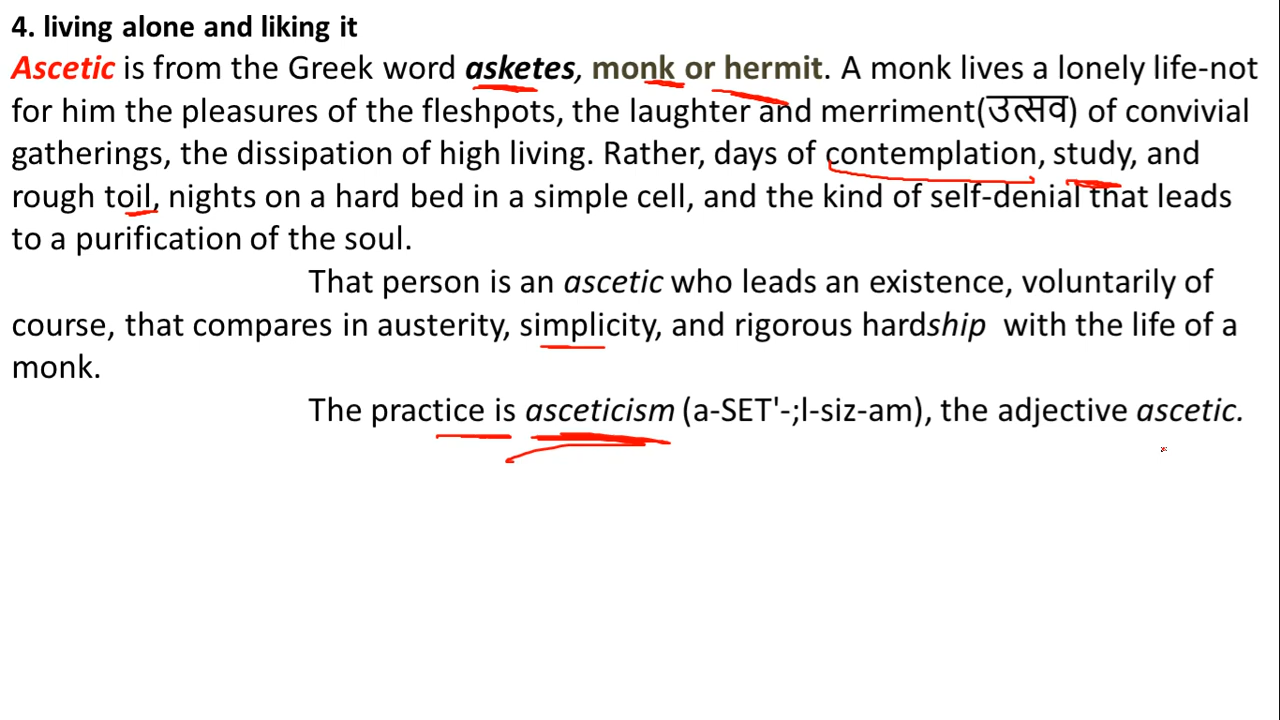 4. living alone and liking it
Ascetic is from the Greek word asketes, monk or hermit. A monk lives a lonely life-not
for him the pleasures of the fleshpots, the laughter and merriment(उत्सव) of convivial
gatherings, the dissipation of high living. Rather, days of contemplation, study, and
rough toil, nights on a hard bed in a simple cell, and the kind of self-denial that leads
to a purification of the soul.
That person is an ascetic who leads an existence, voluntarily of
course, that compares in austerity, simplicity, and rigorous hardship with the life of a
monk.
The practice is asceticism (a-SET'-;l-siz-am), the adjective ascetic.